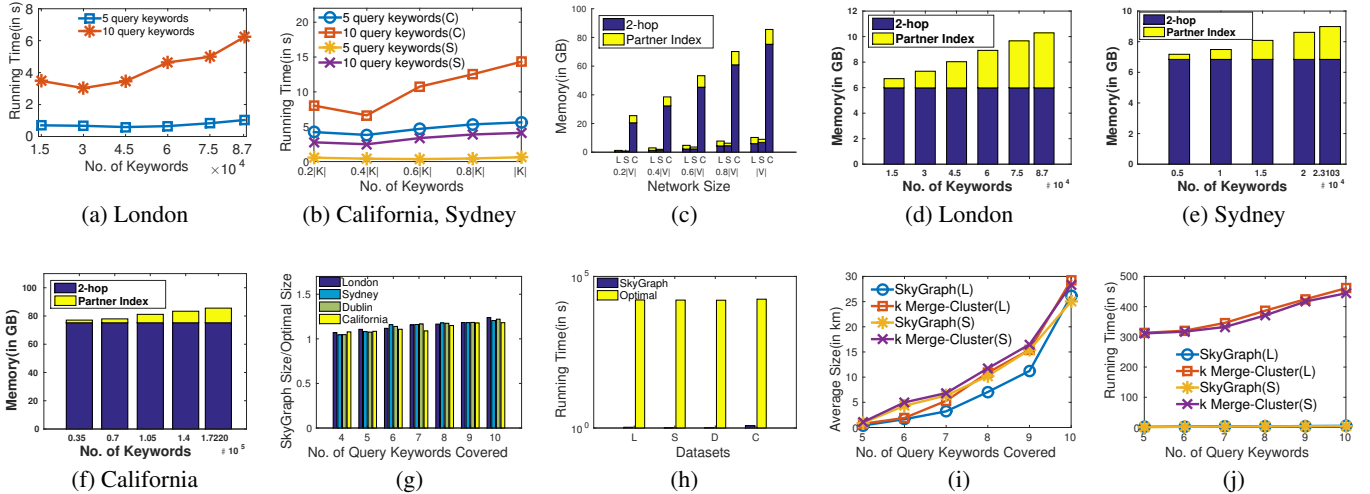 5 query keywords
10 query keywords
Running Time(in s)
8
6
4
2
0
1.5
3
4.5
6
7.5
8.7
No. of Keywords
×10^4
(a) London
5 query keywords(C)
10 query keywords(C)
5 query keywords(S)
10 query keywords(S)
Running Time(in s)
20
15
10
5
0
0.2|K|
0.4|K|
0.6|K|
0.8|K|
|K|
No. of Keywords
(b) California, Sydney
2-hop
Partner Index
Memory(in GB)
100
80
60
40
20
0
L S C
L S C
L S C
L S C
L S C
0.2|V|
0.4|V|
0.6|V|
0.8|V|
|V|
Network Size
(c)
2-hop
Partner Index
Memory(in GB)
12
10
8
6
4
2
0
1.5
3
4.5
6
7.5
8.7
No. of Keywords
# 10^4
(d) London
2-hop
Partner Index
Memory(in GB)
10
8
6
4
2
0
0.5
1
1.5
2
2.3103
No. of Keywords
# 10^4
(e) Sydney
2-hop
Partner Index
Memory(in GB)
100
80
60
40
20
0
0.35
0.7
1.05
1.4
1.7220
No. of Keywords
# 10^5
(f) California
London
Sydney
Dublin
California
SkyGraph Size/Optimal Size
1.5
1
0.5
0
4
5
6
7
8
9
10
No. of Query Keywords Covered
(g)
SkyGraph
Optimal
Running Time(in s)
10^5
10^0
L
S
D
C
Datasets
(h)
SkyGraph(L)
k Merge-Cluster(L)
SkyGraph(S)
k Merge-Cluster(S)
Average Size(in km)
30
25
20
15
10
5
0
5
6
7
8
9
10
No. of Query Keywords Covered
(i)
SkyGraph(L)
k Merge-Cluster(L)
SkyGraph(S)
k Merge-Cluster(S)
Running Time(in s)
500
400
300
200
100
0
5
6
7
8
9
10
No. of Query Keywords
(j)